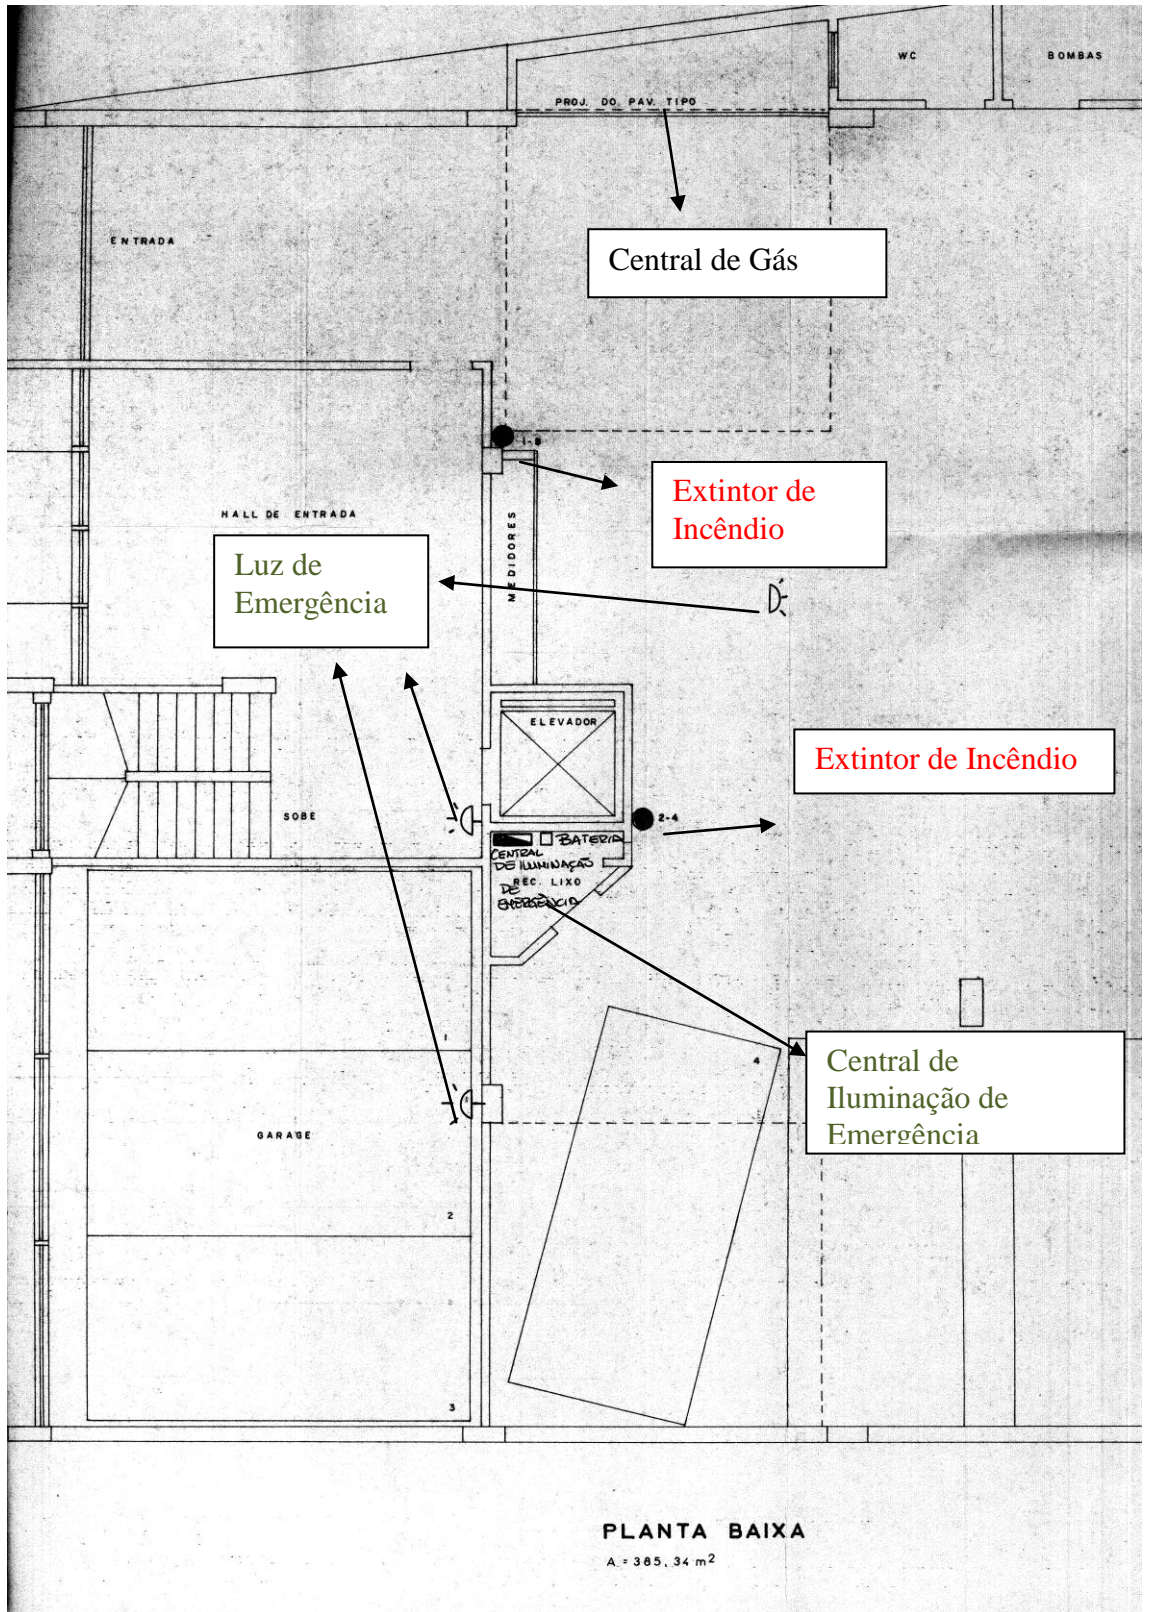 WC
BOMBAS
PROJ. DO PAV. TIPO
ENTRADA
Central de Gás
1-8
Extintor de
Incêndio
HALL DE ENTRADA
MEDIDORES
Luz de
Emergência
ELEVADOR
Extintor de Incêndio
SOBE
2-4
BATERIA
CENTRAL
DE ILUMINAÇÃO
REC. LIXO
DE
EMERGÊNCIA
1
4
Central de
Iluminação de
Emergência
GARAGE
2
3
PLANTA BAIXA
A = 385,34 m²